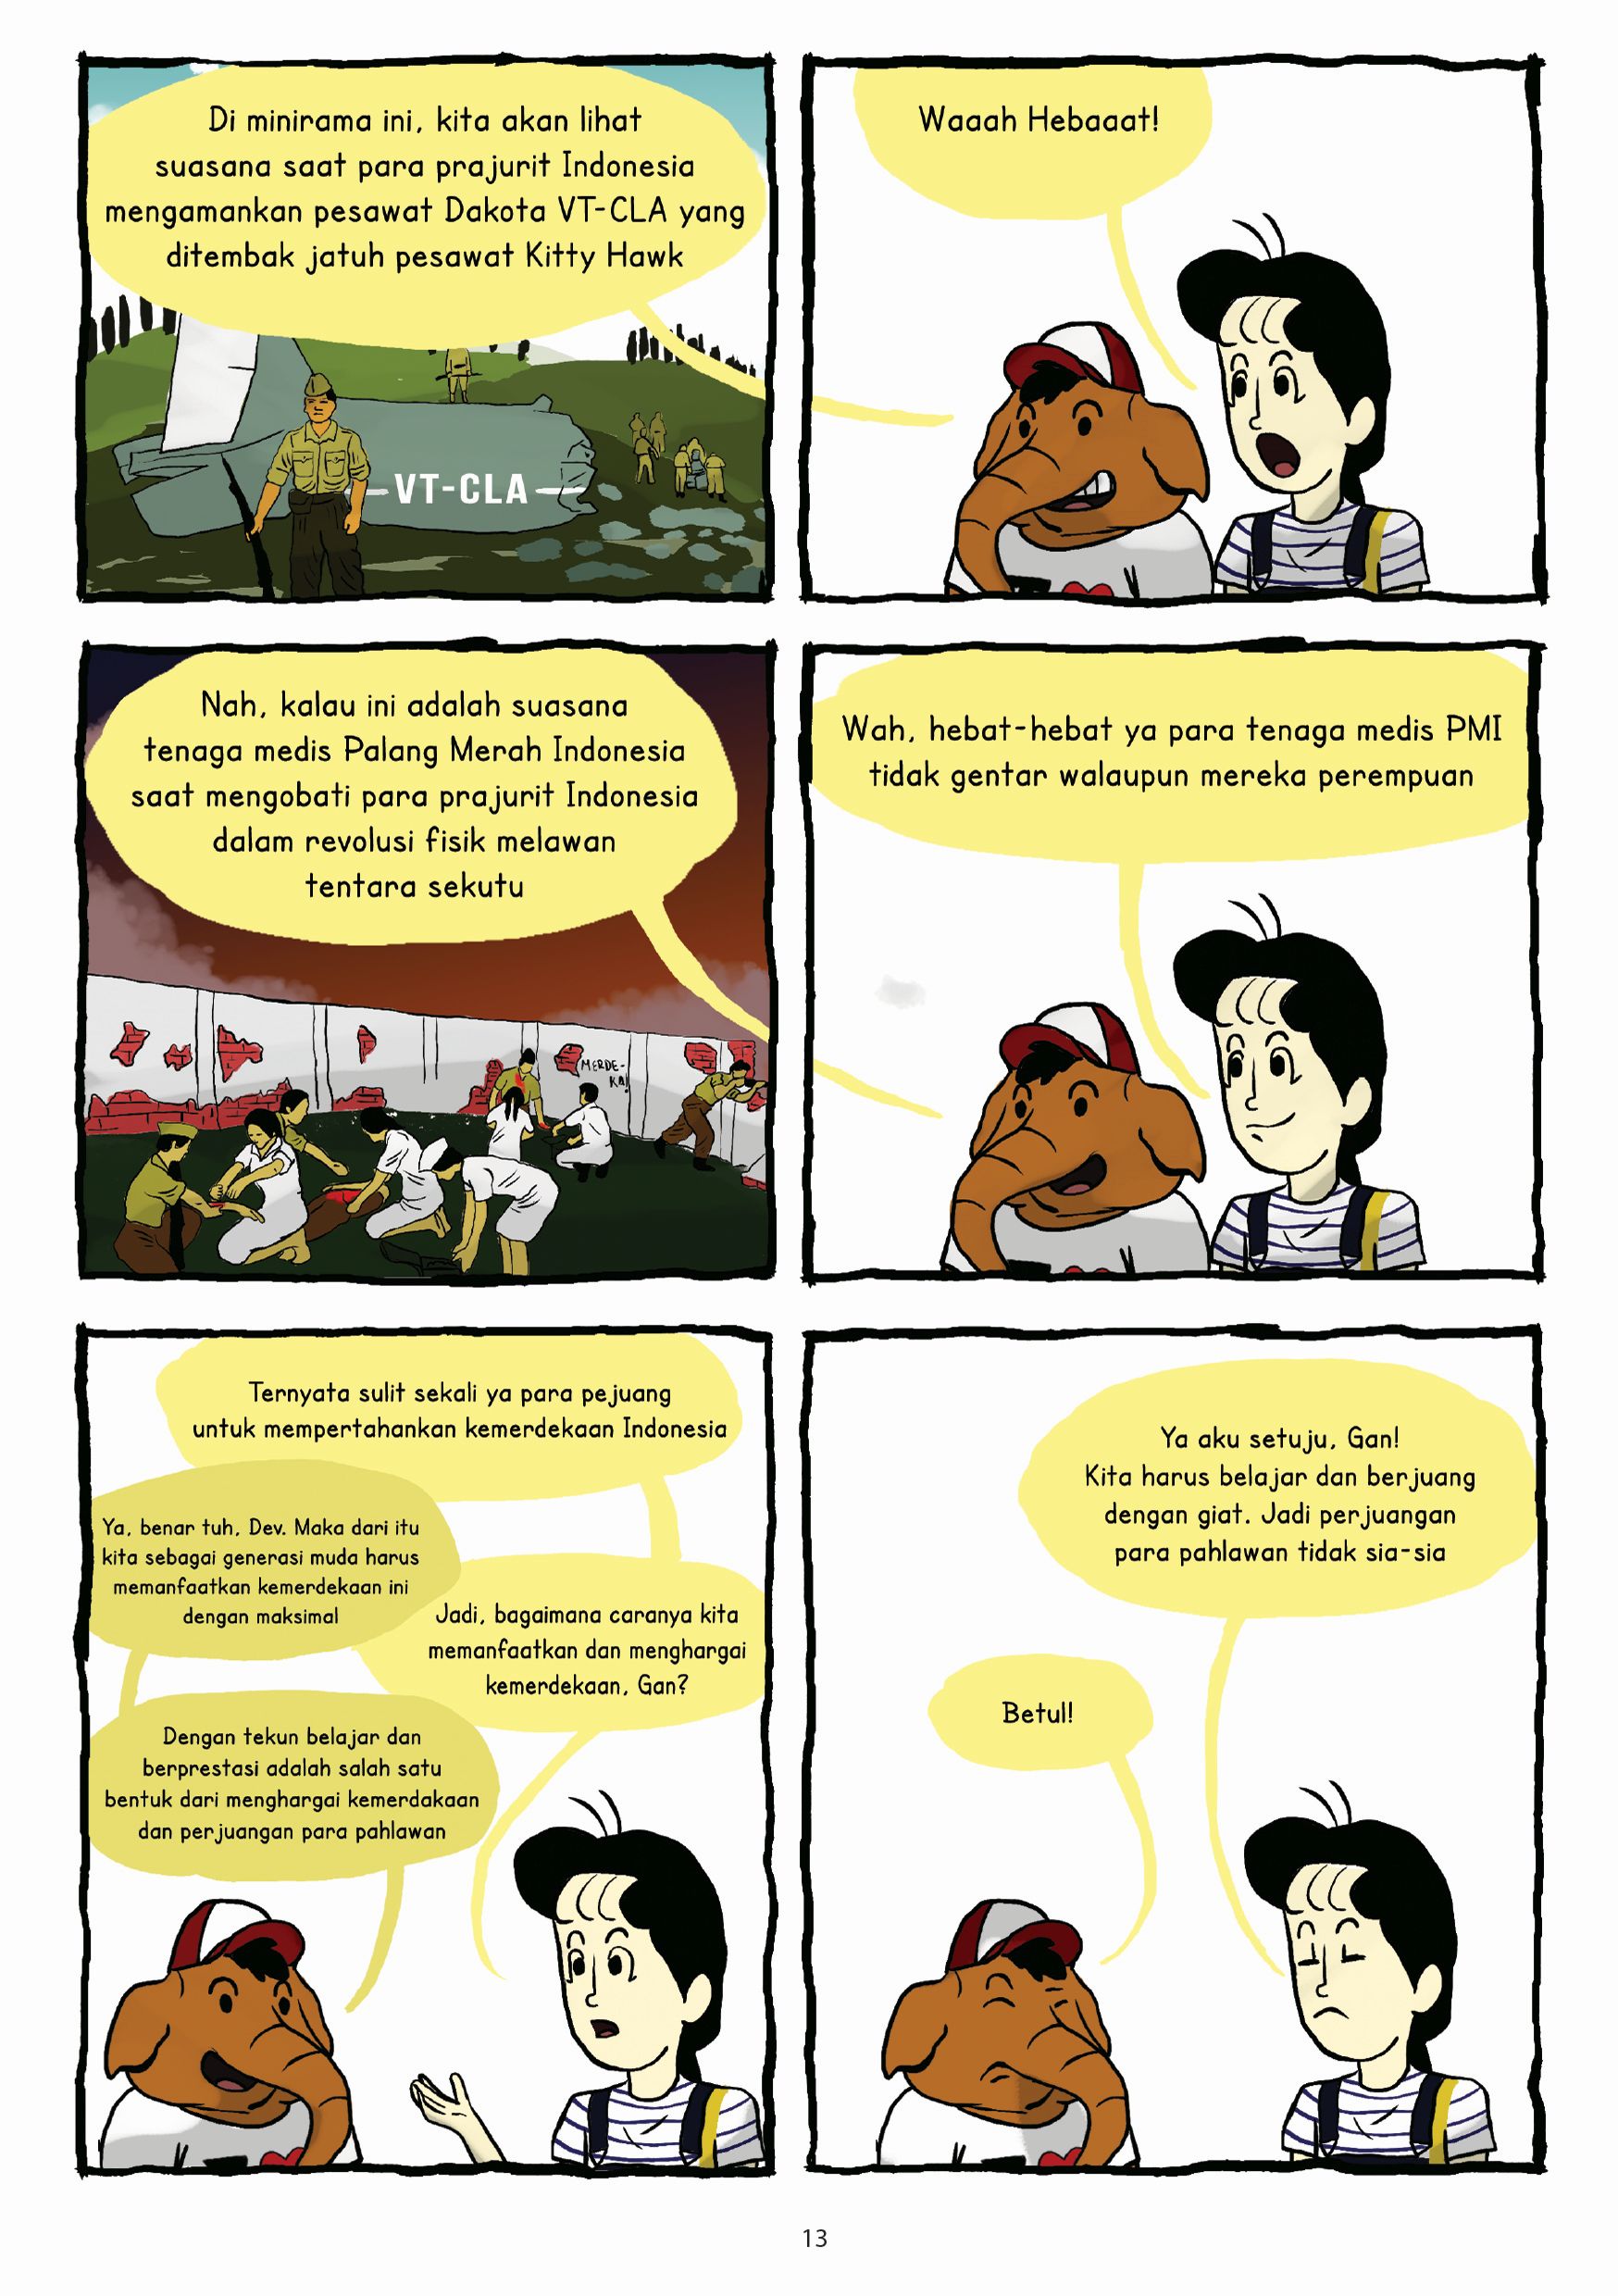 Di minirama ini, kita akan lihat
suasana saat para prajurit Indonesia
mengamankan pesawat Dakota VT-CLA yang
ditembak jatuh pesawat Kitty Hawk
VT-CLA
Waaah Hebaaat!
Nah, kalau ini adalah suasana
tenaga medis Palang Merah Indonesia
saat mengobati para prajurit Indonesia
dalam revolusi fisik melawan
tentara sekutu
MERDE-
KA!
Wah, hebat-hebat ya para tenaga medis PMI
tidak gentar walaupun mereka perempuan
Ternyata sulit sekali ya para pejuang
untuk mempertahankan kemerdekaan Indonesia
Ya, benar tuh, Dev. Maka dari itu
kita sebagai generasi muda harus
memanfaatkan kemerdekaan ini
dengan maksimal
Jadi, bagaimana caranya kita
memanfaatkan dan menghargai
kemerdekaan, Gan?
Dengan tekun belajar dan
berprestasi adalah salah satu
bentuk dari menghargai kemerdakaan
dan perjuangan para pahlawan
Ya aku setuju, Gan!
Kita harus belajar dan berjuang
dengan giat. Jadi perjuangan
para pahlawan tidak sia-sia
Betul!
13